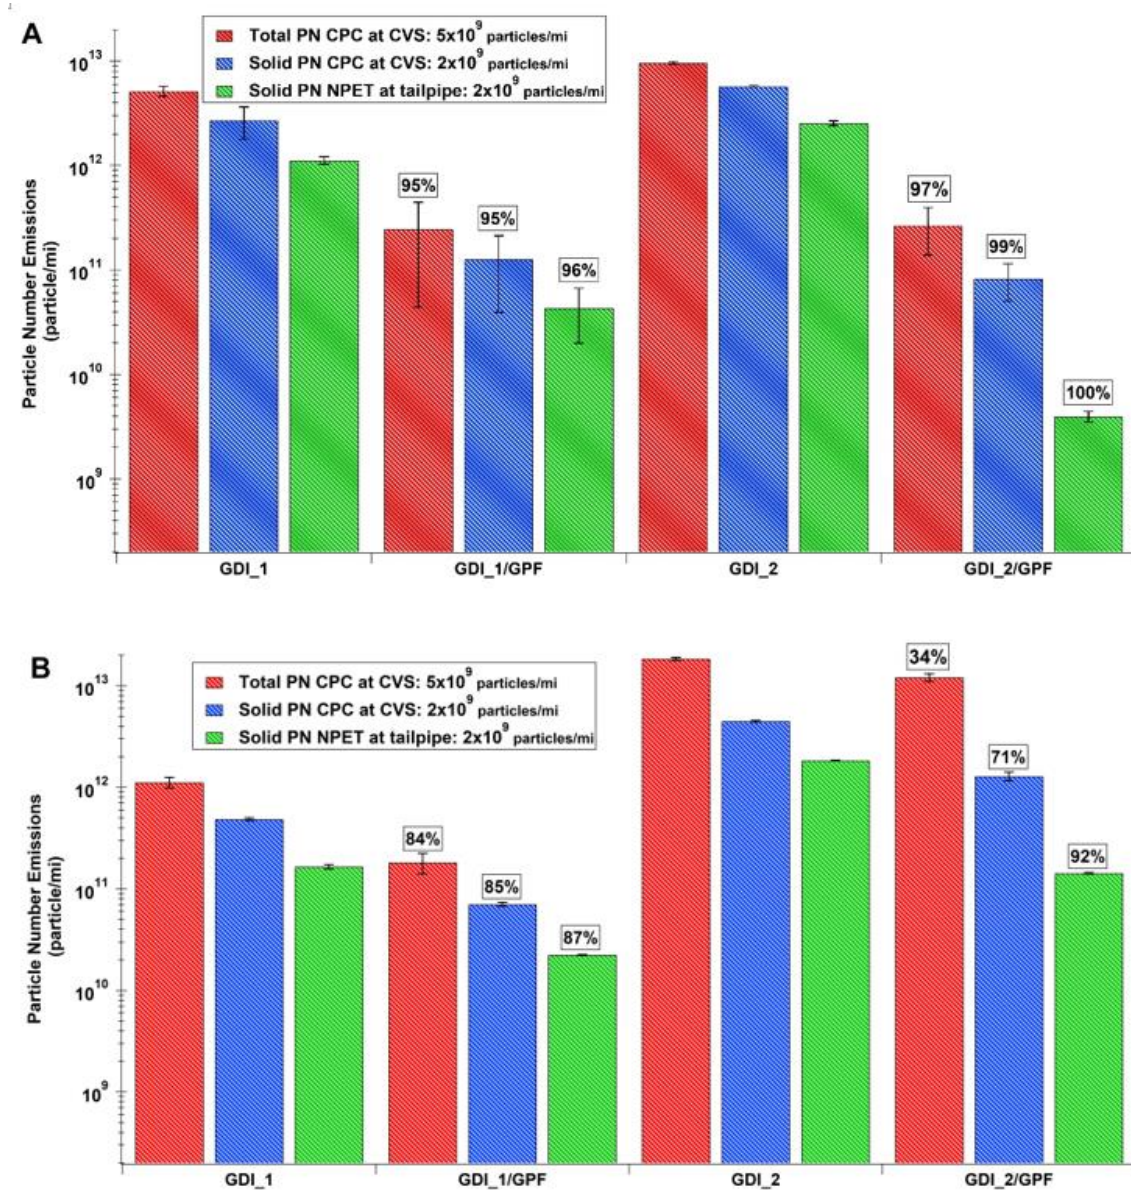 A
Total PN CPC at CVS: 5x10⁹ particles/mi
Solid PN CPC at CVS: 2x10⁹ particles/mi
Solid PN NPET at tailpipe: 2x10⁹ particles/mi
Particle Number Emissions
(particle/mi)
10¹³
10¹²
10¹¹
10¹⁰
10⁹
95%
95%
96%
97%
99%
100%
GDI_1 GDI_1/GPF GDI_2 GDI_2/GPF
B
Total PN CPC at CVS: 5x10⁹ particles/mi
Solid PN CPC at CVS: 2x10⁹ particles/mi
Solid PN NPET at tailpipe: 2x10⁹ particles/mi
Particle Number Emissions
(particle/mi)
10¹³
10¹²
10¹¹
10¹⁰
10⁹
84%
85%
87%
34%
71%
92%
GDI_1 GDI_1/GPF GDI_2 GDI_2/GPF